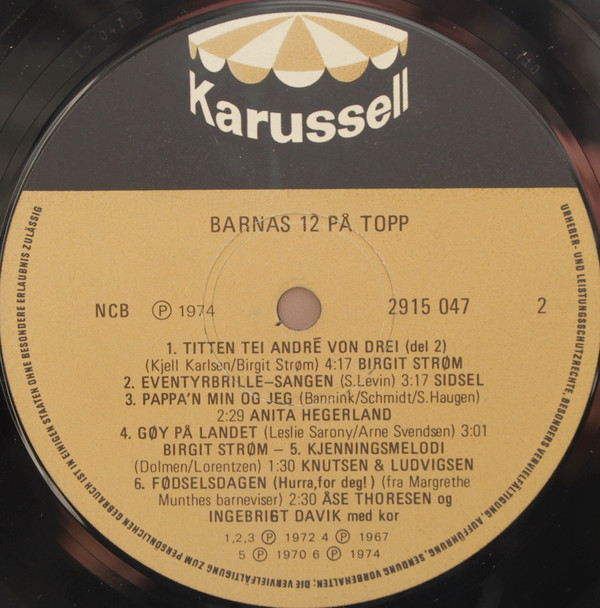 Karussell
BARNAS 12 PÅ TOPP
NCB Ⓟ 1974 2915 047 2
1. TITTEN TEI ANDRÉ VON DREI (del 2)
(Kjell Karlsen/Birgit Strøm) 4:17 BIRGIT STRØM
2. EVENTYRBRILLE–SANGEN (S.Levin) 3:17 SIDSEL
3. PAPPA'N MIN OG JEG (Bannink/Schmidt/S.Haugen)
2:29 ANITA HEGERLAND
4. GØY PÅ LANDET (Leslie Sarony/Arne Svendsen) 3:01
BIRGIT STRØM – 5. KJENNINGSMELODI
(Dolmen/Lorentzen) 1:30 KNUTSEN & LUDVIGSEN
6. FØDSELSDAGEN (Hurra,for deg!) (fra Margrethe
Munthes barneviser) 2:30 ÅSE THORESEN og
INGEBRIGT DAVIK med kor
1,2,3 Ⓟ 1972 4 Ⓟ 1967
5 Ⓟ 1970 6 Ⓟ 1974
URHEBER- UND LEISTUNGSSCHUTZRECHTE, BESONDERS VERVIELFÄLTIGUNG, AUFFÜHRUNG, SENDUNG VORBEHALTEN; DIE VERVIELFÄLTIGUNG ZUM PERSÖNLICHEN GEBRAUCH IST IN EINIGEN STAATEN OHNE BESONDERE ERLAUBNIS ZULÄSSIG